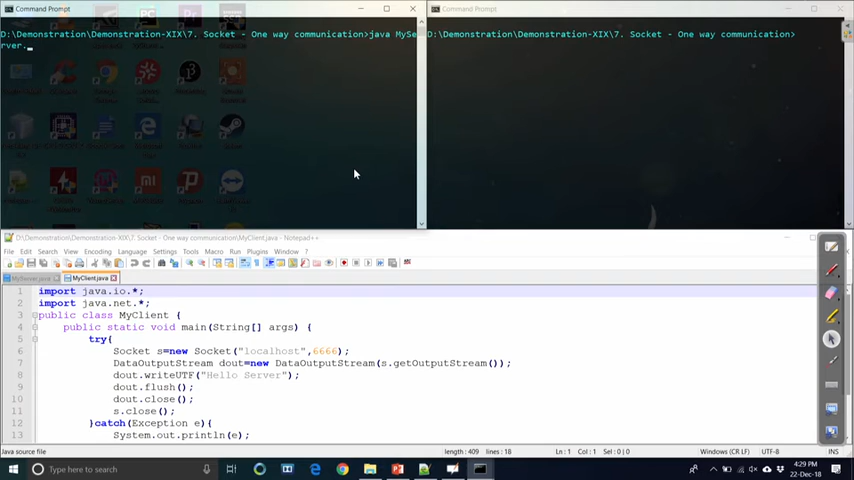 Command Prompt
D:\Demonstration\Demonstration-XIX\7. Socket - One way communication>java MySe
rver.
Command Prompt
D:\Demonstration\Demonstration-XIX\7. Socket - One way communication>
D:\Demonstration\Demonstration-XIX\7. Socket - One way communication\MyClient.java - Notepad++
File Edit Search View Encoding Language Settings Tools Macro Run Plugins Window ?
MyServer.java MyClient.java
1 import java.io.*;
2 import java.net.*;
3 public class MyClient {
4 public static void main(String[] args) {
5 try{
6 Socket s=new Socket("localhost",6666);
7 DataOutputStream dout=new DataOutputStream(s.getOutputStream());
8 dout.writeUTF("Hello Server");
9 dout.flush();
10 dout.close();
11 s.close();
12 }catch(Exception e){
13 System.out.println(e);
Java source file length : 409 lines : 18 Ln : 1 Col : 1 Sel : 0 | 0 Windows (CR LF) UTF-8 INS
Type here to search
4:29 PM
22-Dec-18